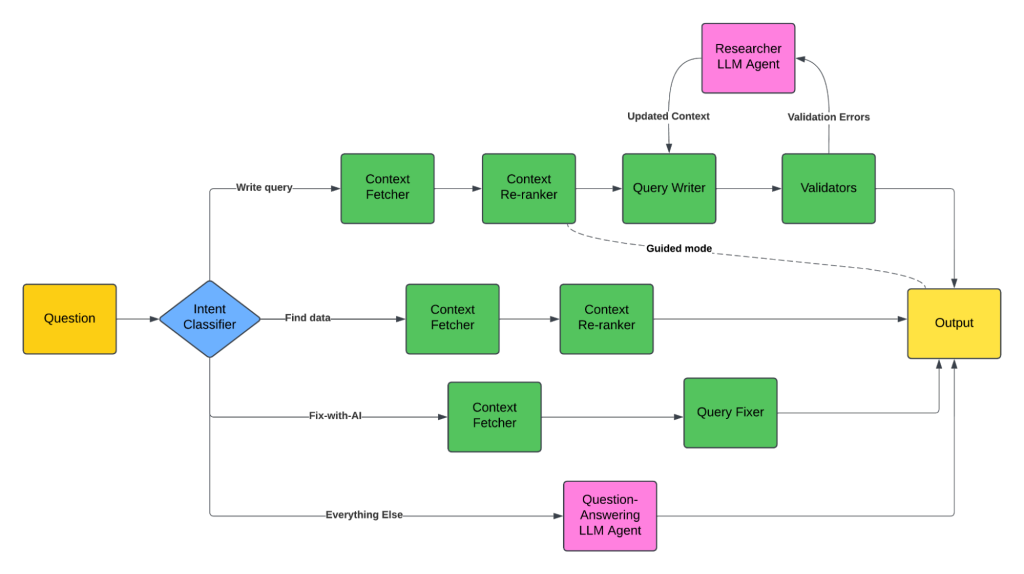 Researcher
LLM Agent
Updated Context
Validation Errors
Write query
Context
Fetcher
Context
Re-ranker
Query Writer
Validators
Guided mode
Question
Intent
Classifier
Find data
Context
Fetcher
Context
Re-ranker
Output
Fix-with-AI
Context
Fetcher
Query Fixer
Everything Else
Question-
Answering
LLM Agent